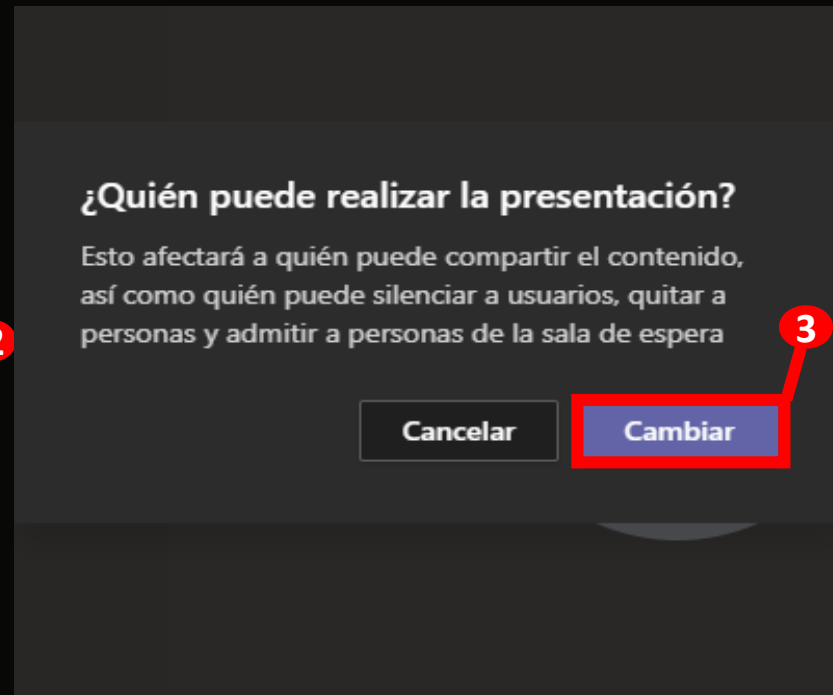 ¿Quién puede realizar la presentación?
Esto afectará a quién puede compartir el contenido,
así como quién puede silenciar a usuarios, quitar a
personas y admitir a personas de la sala de espera
2
3
Cancelar
Cambiar